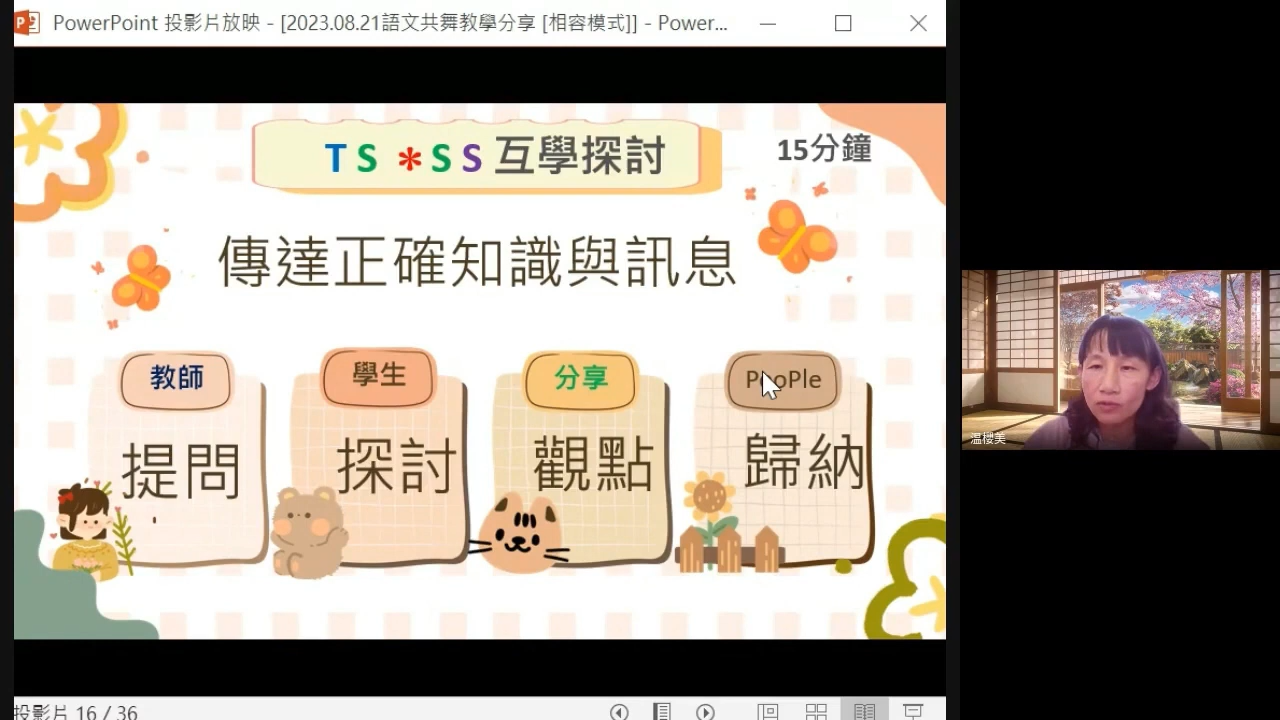 PowerPoint 投影片放映 - [2023.08.21語文共舞教學分享 [相容模式]] - Power...
TS *SS 互學探討
15分鐘
傳達正確知識與訊息
教師
學生
分享
提問
探討
觀點
歸納
温櫻美
投影片 16 / 36